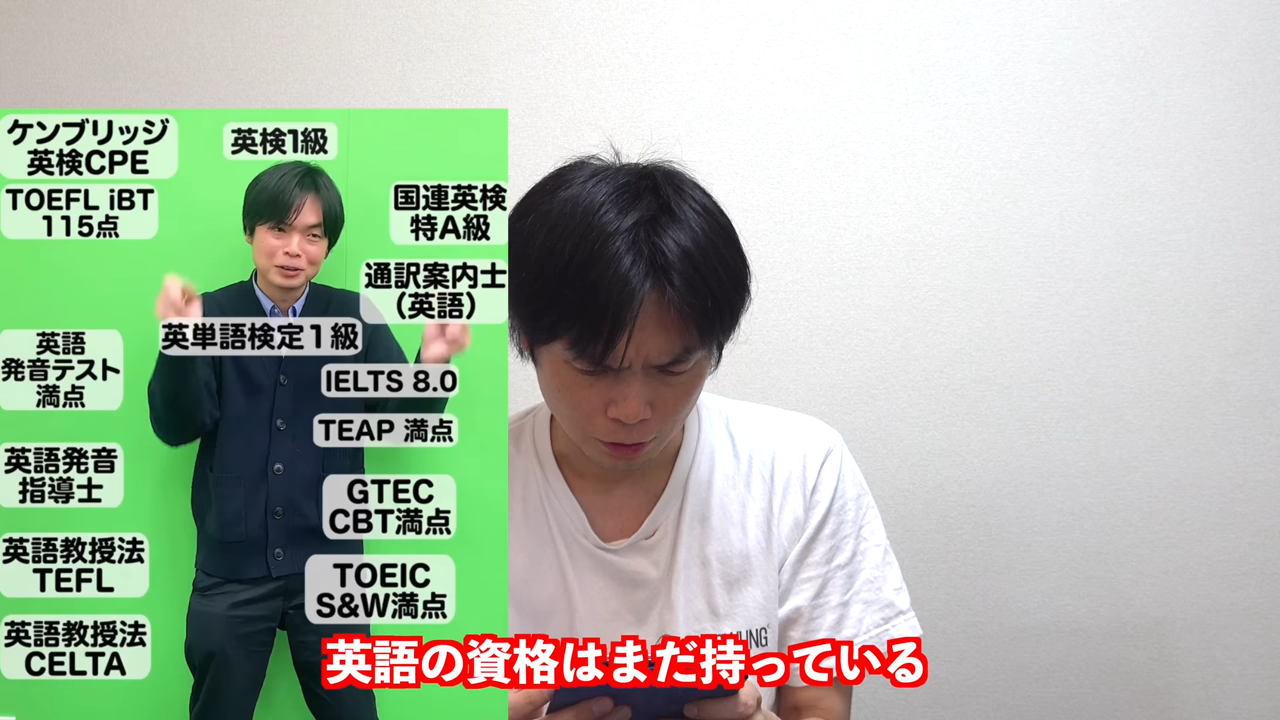 ケンブリッジ
英検CPE
英検1級
TOEFL iBT
115点
国連英検
特A級
通訳案内士
（英語）
英単語検定１級
英語
発音テスト
満点
IELTS 8.0
TEAP 満点
英語発音
指導士
GTEC
CBT満点
英語教授法
TEFL
TOEIC
S&W満点
英語教授法
CELTA
英語の資格はまだ持っている